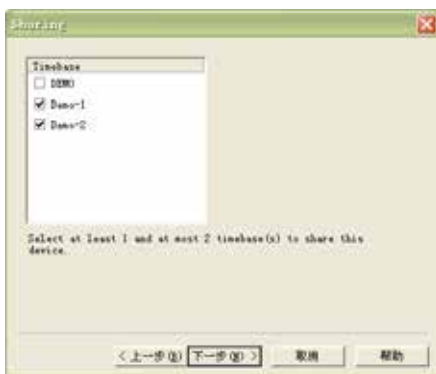 Sharing
Timebase
DEMO
Demo-1
Demo-2
Select at least 1 and at most 2 timebase(s) to share this
device.
<上一步(B) 下一步(N)> 取消 帮助